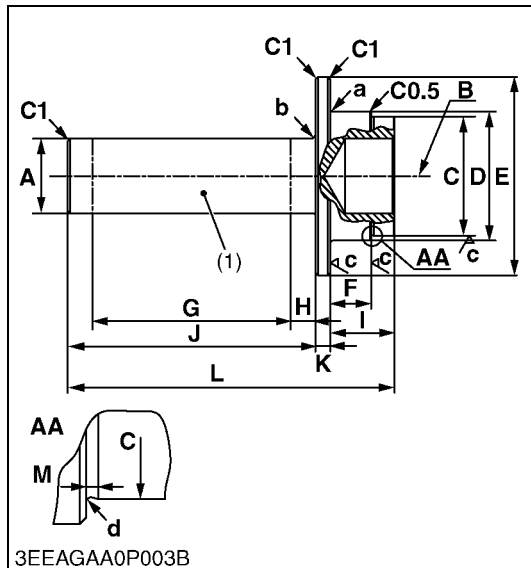 C1 C1
a C0.5 B
C1 b
A C D E
(1)
c c c AA
F
G H I
J K
L
AA
C
M
d
3EEAGAA0P003B